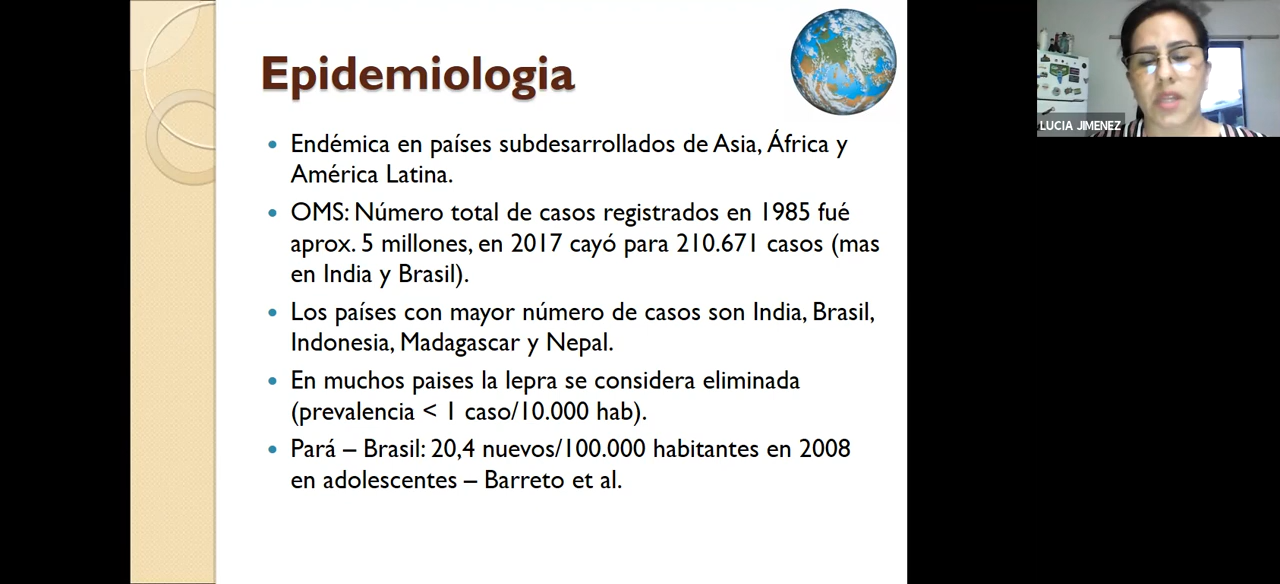 Epidemiologia
• Endémica en países subdesarrollados de Asia, África y
América Latina.
• OMS: Número total de casos registrados en 1985 fué
aprox. 5 millones, en 2017 cayó para 210.671 casos (mas
en India y Brasil).
• Los países con mayor número de casos son India, Brasil,
Indonesia, Madagascar y Nepal.
• En muchos paises la lepra se considera eliminada
(prevalencia < 1 caso/10.000 hab).
• Pará – Brasil: 20,4 nuevos/100.000 habitantes en 2008
en adolescentes – Barreto et al.
LUCIA JIMENEZ